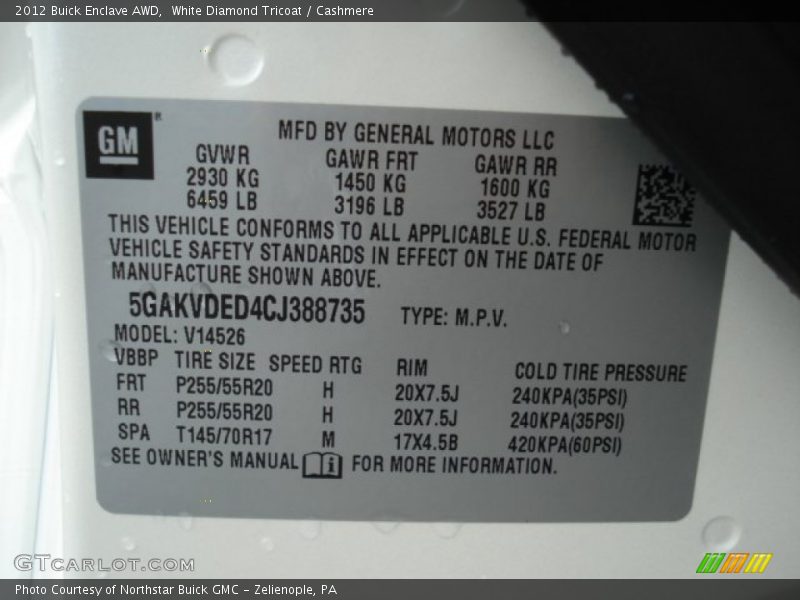 2012 Buick Enclave AWD, White Diamond Tricoat / Cashmere
GM ®
MFD BY GENERAL MOTORS LLC
GVWR GAWR FRT GAWR RR
2930 KG 1450 KG 1600 KG
6459 LB 3196 LB 3527 LB
THIS VEHICLE CONFORMS TO ALL APPLICABLE U.S. FEDERAL MOTOR
VEHICLE SAFETY STANDARDS IN EFFECT ON THE DATE OF
MANUFACTURE SHOWN ABOVE.
5GAKVDED4CJ388735 TYPE: M.P.V.
MODEL: V14526
VBBP TIRE SIZE SPEED RTG RIM COLD TIRE PRESSURE
FRT P255/55R20 H 20X7.5J 240KPA(35PSI)
RR P255/55R20 H 20X7.5J 240KPA(35PSI)
SPA T145/70R17 M 17X4.5B 420KPA(60PSI)
SEE OWNER'S MANUAL i FOR MORE INFORMATION.
GTCARLOT.COM
Photo Courtesy of Northstar Buick GMC - Zelienople, PA